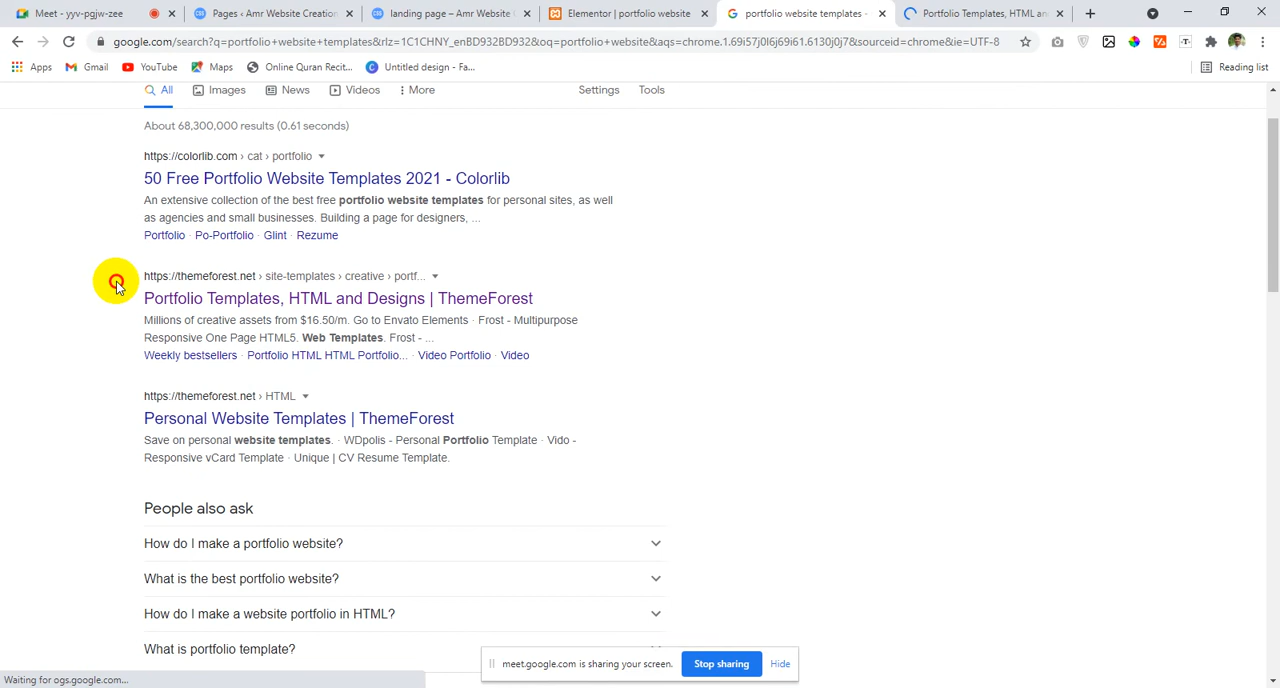 Meet - yyv-pgjw-zee
Pages ‹ Amr Website Creation
landing page – Amr Website
Elementor | portfolio website
portfolio website templates -
Portfolio Templates, HTML an
google.com/search?q=portfolio+website+templates&rlz=1C1CHNY_enBD932BD932&oq=portfolio+website&aqs=chrome.1.69i57j0l6j69i61.6130j0j7&sourceid=chrome&ie=UTF-8
Apps
Gmail
YouTube
Maps
Online Quran Recit...
Untitled design - Fa...
Reading list
All
Images
News
Videos
More
Settings
Tools
About 68,300,000 results (0.61 seconds)
https://colorlib.com › cat › portfolio
50 Free Portfolio Website Templates 2021 - Colorlib
An extensive collection of the best free portfolio website templates for personal sites, as well
as agencies and small businesses. Building a page for designers, ...
Portfolio · Po-Portfolio · Glint · Rezume
https://themeforest.net › site-templates › creative › portf...
Portfolio Templates, HTML and Designs | ThemeForest
Millions of creative assets from $16.50/m. Go to Envato Elements · Frost - Multipurpose
Responsive One Page HTML5. Web Templates. Frost - ...
Weekly bestsellers · Portfolio HTML HTML Portfolio... · Video Portfolio · Video
https://themeforest.net › HTML
Personal Website Templates | ThemeForest
Save on personal website templates. · WDpolis - Personal Portfolio Template · Vido -
Responsive vCard Template · Unique | CV Resume Template.
People also ask
How do I make a portfolio website?
What is the best portfolio website?
How do I make a website portfolio in HTML?
What is portfolio template?
meet.google.com is sharing your screen.
Stop sharing
Hide
Waiting for ogs.google.com...